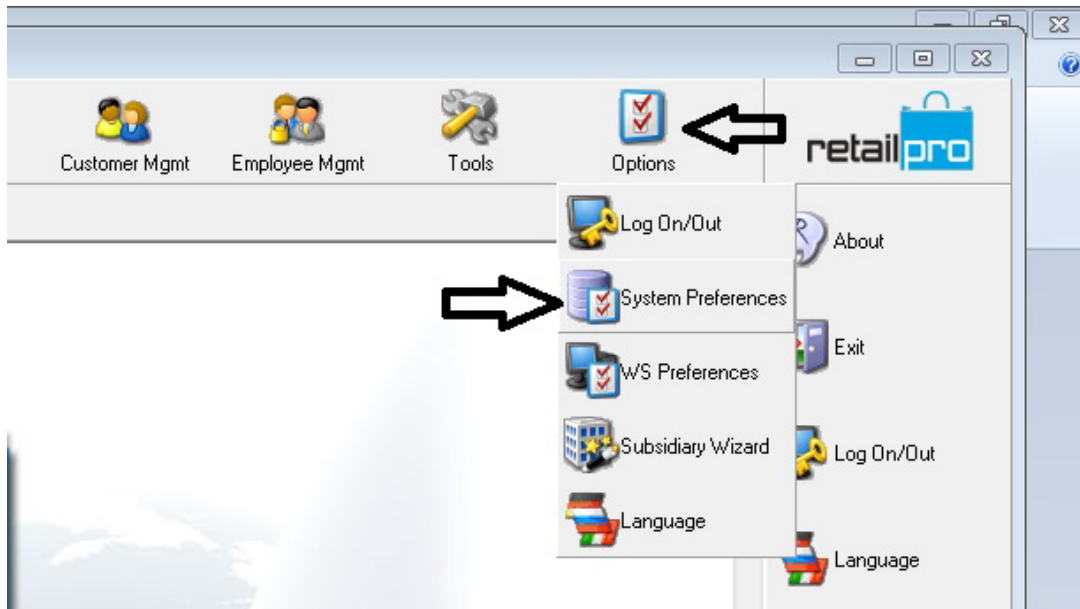 Customer Mgmt
Employee Mgmt
Tools
Options
retailpro
Log On/Out
System Preferences
WS Preferences
Subsidiary Wizard
Language
About
Exit
Log On/Out
Language